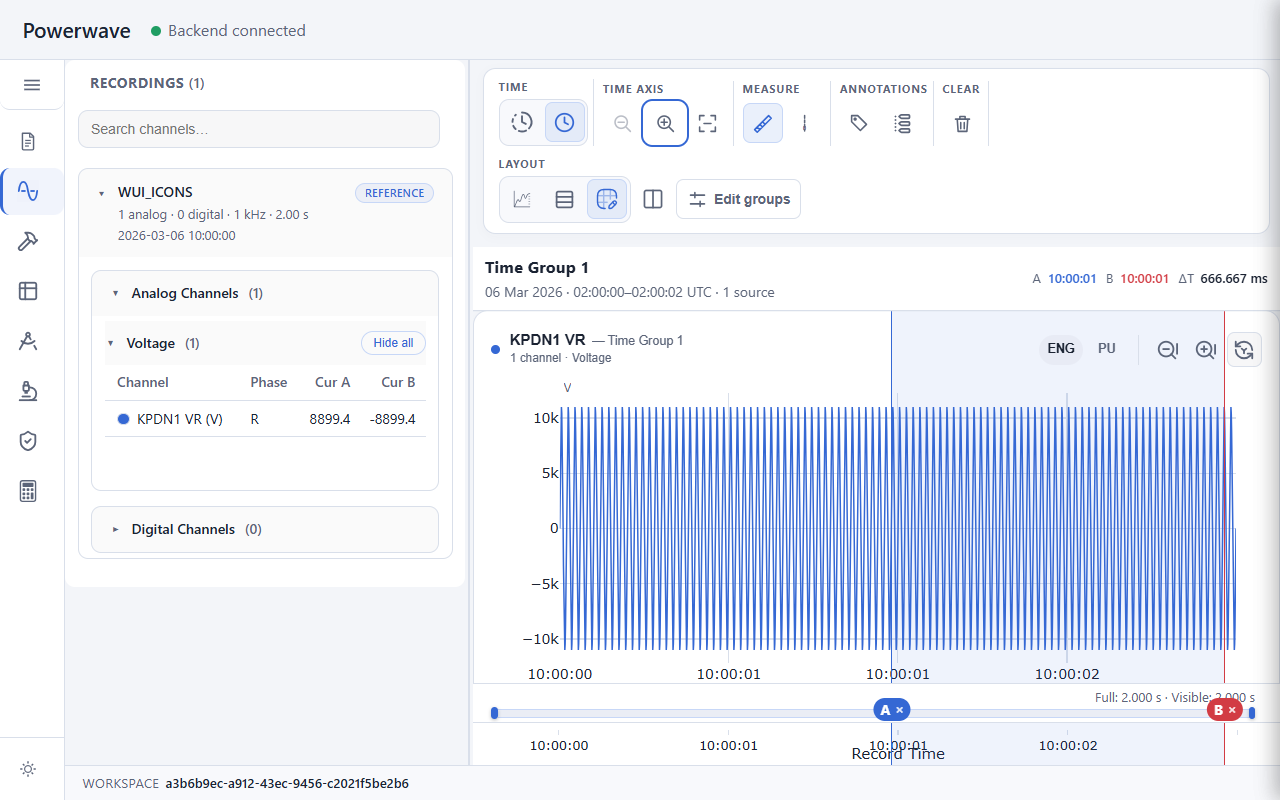 Powerwave Backend connected
RECORDINGS (1)
Search channels...
WUI_ICONS REFERENCE
1 analog · 0 digital · 1 kHz · 2.00 s
2026-03-06 10:00:00
Analog Channels (1)
Voltage (1) Hide all
Channel Phase Cur A Cur B
KPDN1 VR (V) R 8899.4 -8899.4
Digital Channels (0)
TIME TIME AXIS MEASURE ANNOTATIONS CLEAR
LAYOUT
Edit groups
Time Group 1
06 Mar 2026 · 02:00:00–02:00:02 UTC · 1 source
A 10:00:01 B 10:00:01 ΔT 666.667 ms
KPDN1 VR — Time Group 1
1 channel · Voltage
ENG PU
V
10k
5k
0
−5k
−10k
10:00:00 10:00:01 10:00:01 10:00:02
Full: 2.000 s · Visible: 2.000 s
A × B ×
10:00:00 10:00:01 10:00:01 10:00:02
Record Time
WORKSPACE a3b6b9ec-a912-43ec-9456-c2021f5be2b6